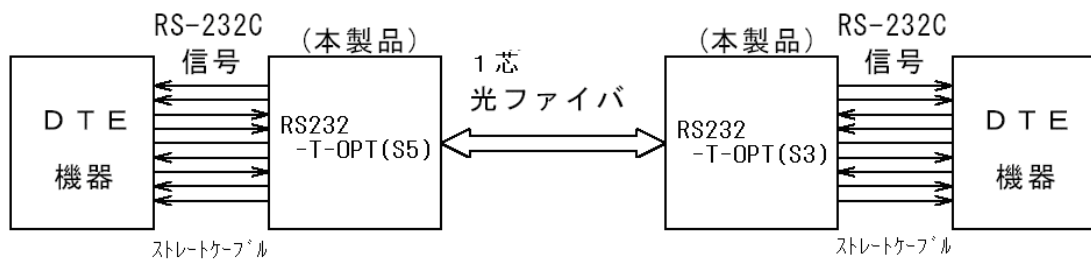 RS-232C
信号
(本製品)
DTE
機器
RS232
-T-OPT(S5)
ストレートケーブル
1芯
光ファイバ
(本製品)
RS-232C
信号
RS232
-T-OPT(S3)
DTE
機器
ストレートケーブル